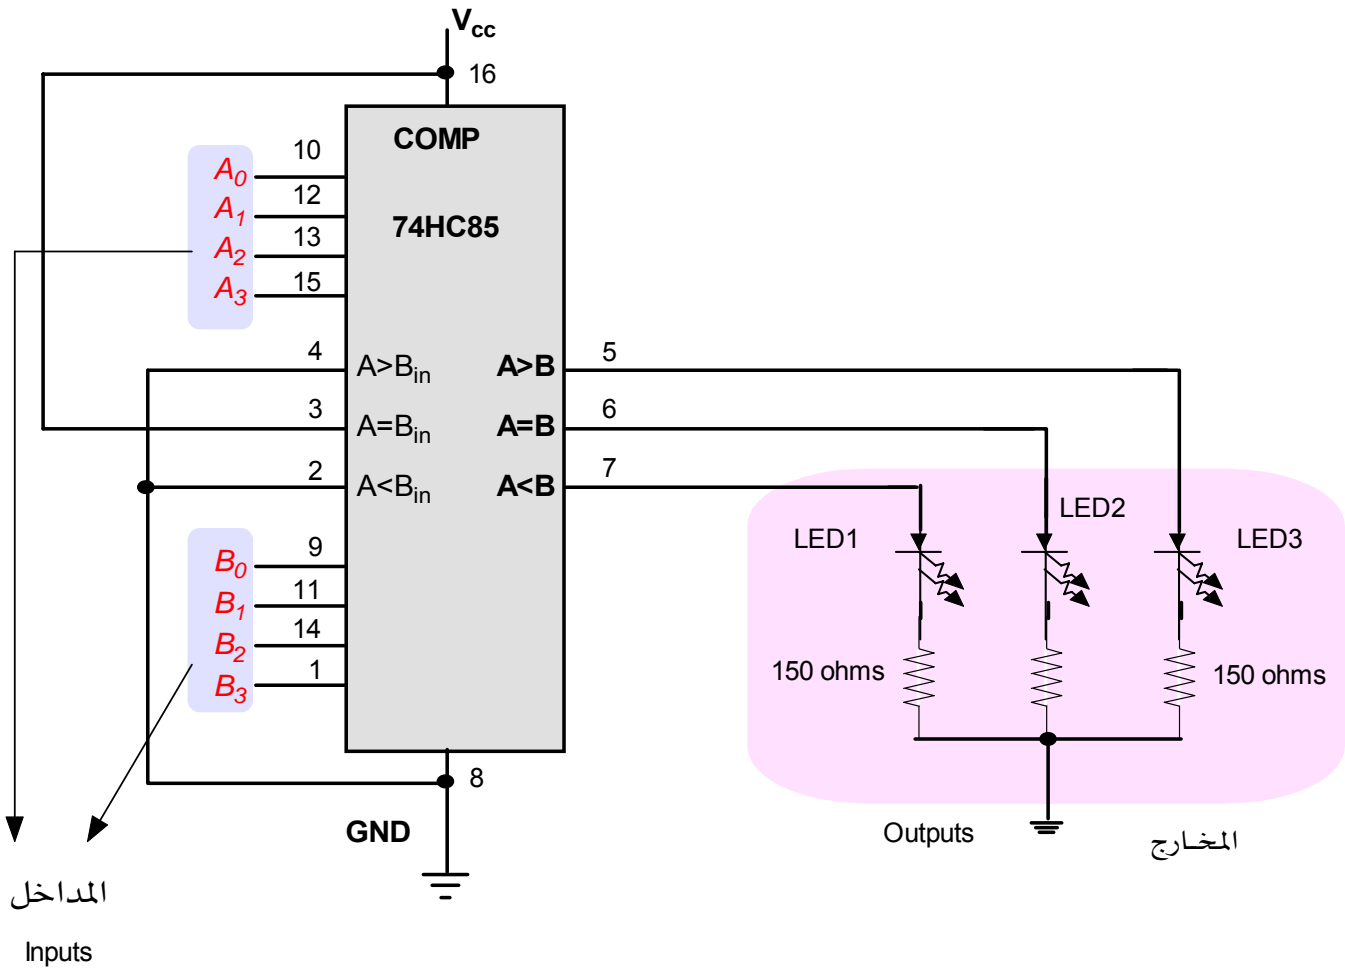 Vcc
16
COMP
74HC85
A0 10
A1 12
A2 13
A3 15
4 A>Bin A>B 5
3 A=Bin A=B 6
2 A<Bin A<B 7
B0 9
B1 11
B2 14
B3 1
8
GND
LED1 LED2 LED3
150 ohms 150 ohms
Outputs المخارج
المداخل
Inputs